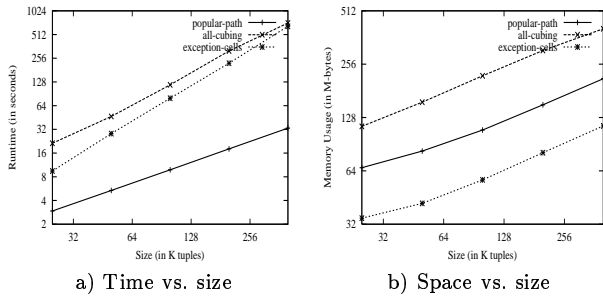 1024
512
256
128
64
32
16
8
4
2
Runtime (in seconds)
popular-path
all-cubing
exception-cells
32
64
128
256
Size (in K tuples)
a) Time vs. size
512
256
128
64
32
Memory Usage (in M-bytes)
popular-path
all-cubing
exception-cells
32
64
128
256
Size (in K tuples)
b) Space vs. size